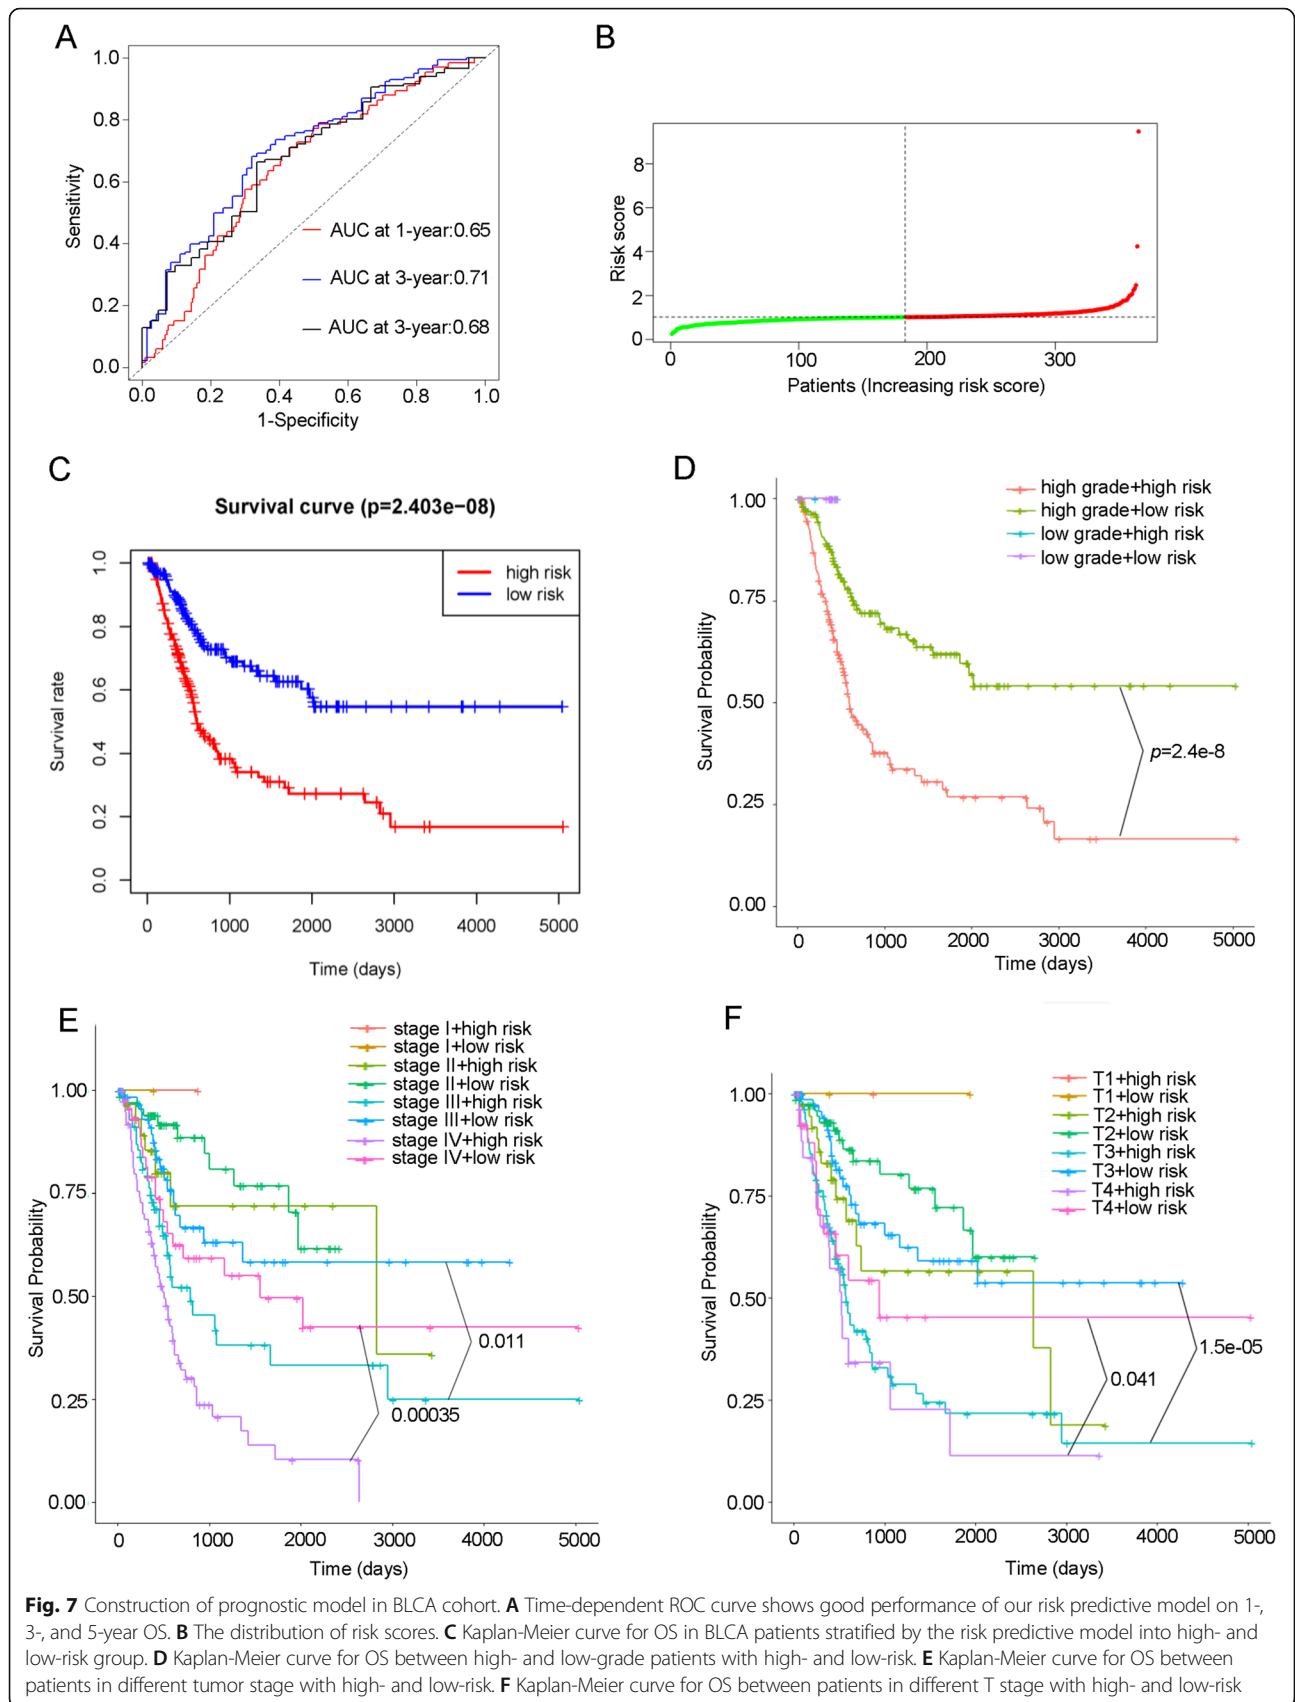 A
1.0
0.8
0.6
0.4
0.2
0.0
Sensitivity
AUC at 1-year:0.65
AUC at 3-year:0.71
AUC at 3-year:0.68
0.0 0.2 0.4 0.6 0.8 1.0
1-Specificity
B
8
6
4
2
0
Risk score
0 100 200 300
Patients (Increasing risk score)
C
Survival curve (p=2.403e−08)
high risk
low risk
1.0
0.8
0.6
0.4
0.2
0.0
Survival rate
0 1000 2000 3000 4000 5000
Time (days)
D
high grade+high risk
high grade+low risk
low grade+high risk
low grade+low risk
1.00
0.75
0.50
0.25
0.00
Survival Probability
p=2.4e-8
0 1000 2000 3000 4000 5000
Time (days)
E
stage I+high risk
stage I+low risk
stage II+high risk
stage II+low risk
stage III+high risk
stage III+low risk
stage IV+high risk
stage IV+low risk
1.00
0.75
0.50
0.25
0.00
Survival Probability
0.011
0.00035
0 1000 2000 3000 4000 5000
Time (days)
F
T1+high risk
T1+low risk
T2+high risk
T2+low risk
T3+high risk
T3+low risk
T4+high risk
T4+low risk
1.00
0.75
0.50
0.25
0.00
Survival Probability
1.5e-05
0.041
0 1000 2000 3000 4000 5000
Time (days)
Fig. 7 Construction of prognostic model in BLCA cohort. A Time-dependent ROC curve shows good performance of our risk predictive model on 1-,
3-, and 5-year OS. B The distribution of risk scores. C Kaplan-Meier curve for OS in BLCA patients stratified by the risk predictive model into high- and
low-risk group. D Kaplan-Meier curve for OS between high- and low-grade patients with high- and low-risk. E Kaplan-Meier curve for OS between
patients in different tumor stage with high- and low-risk. F Kaplan-Meier curve for OS between patients in different T stage with high- and low-risk